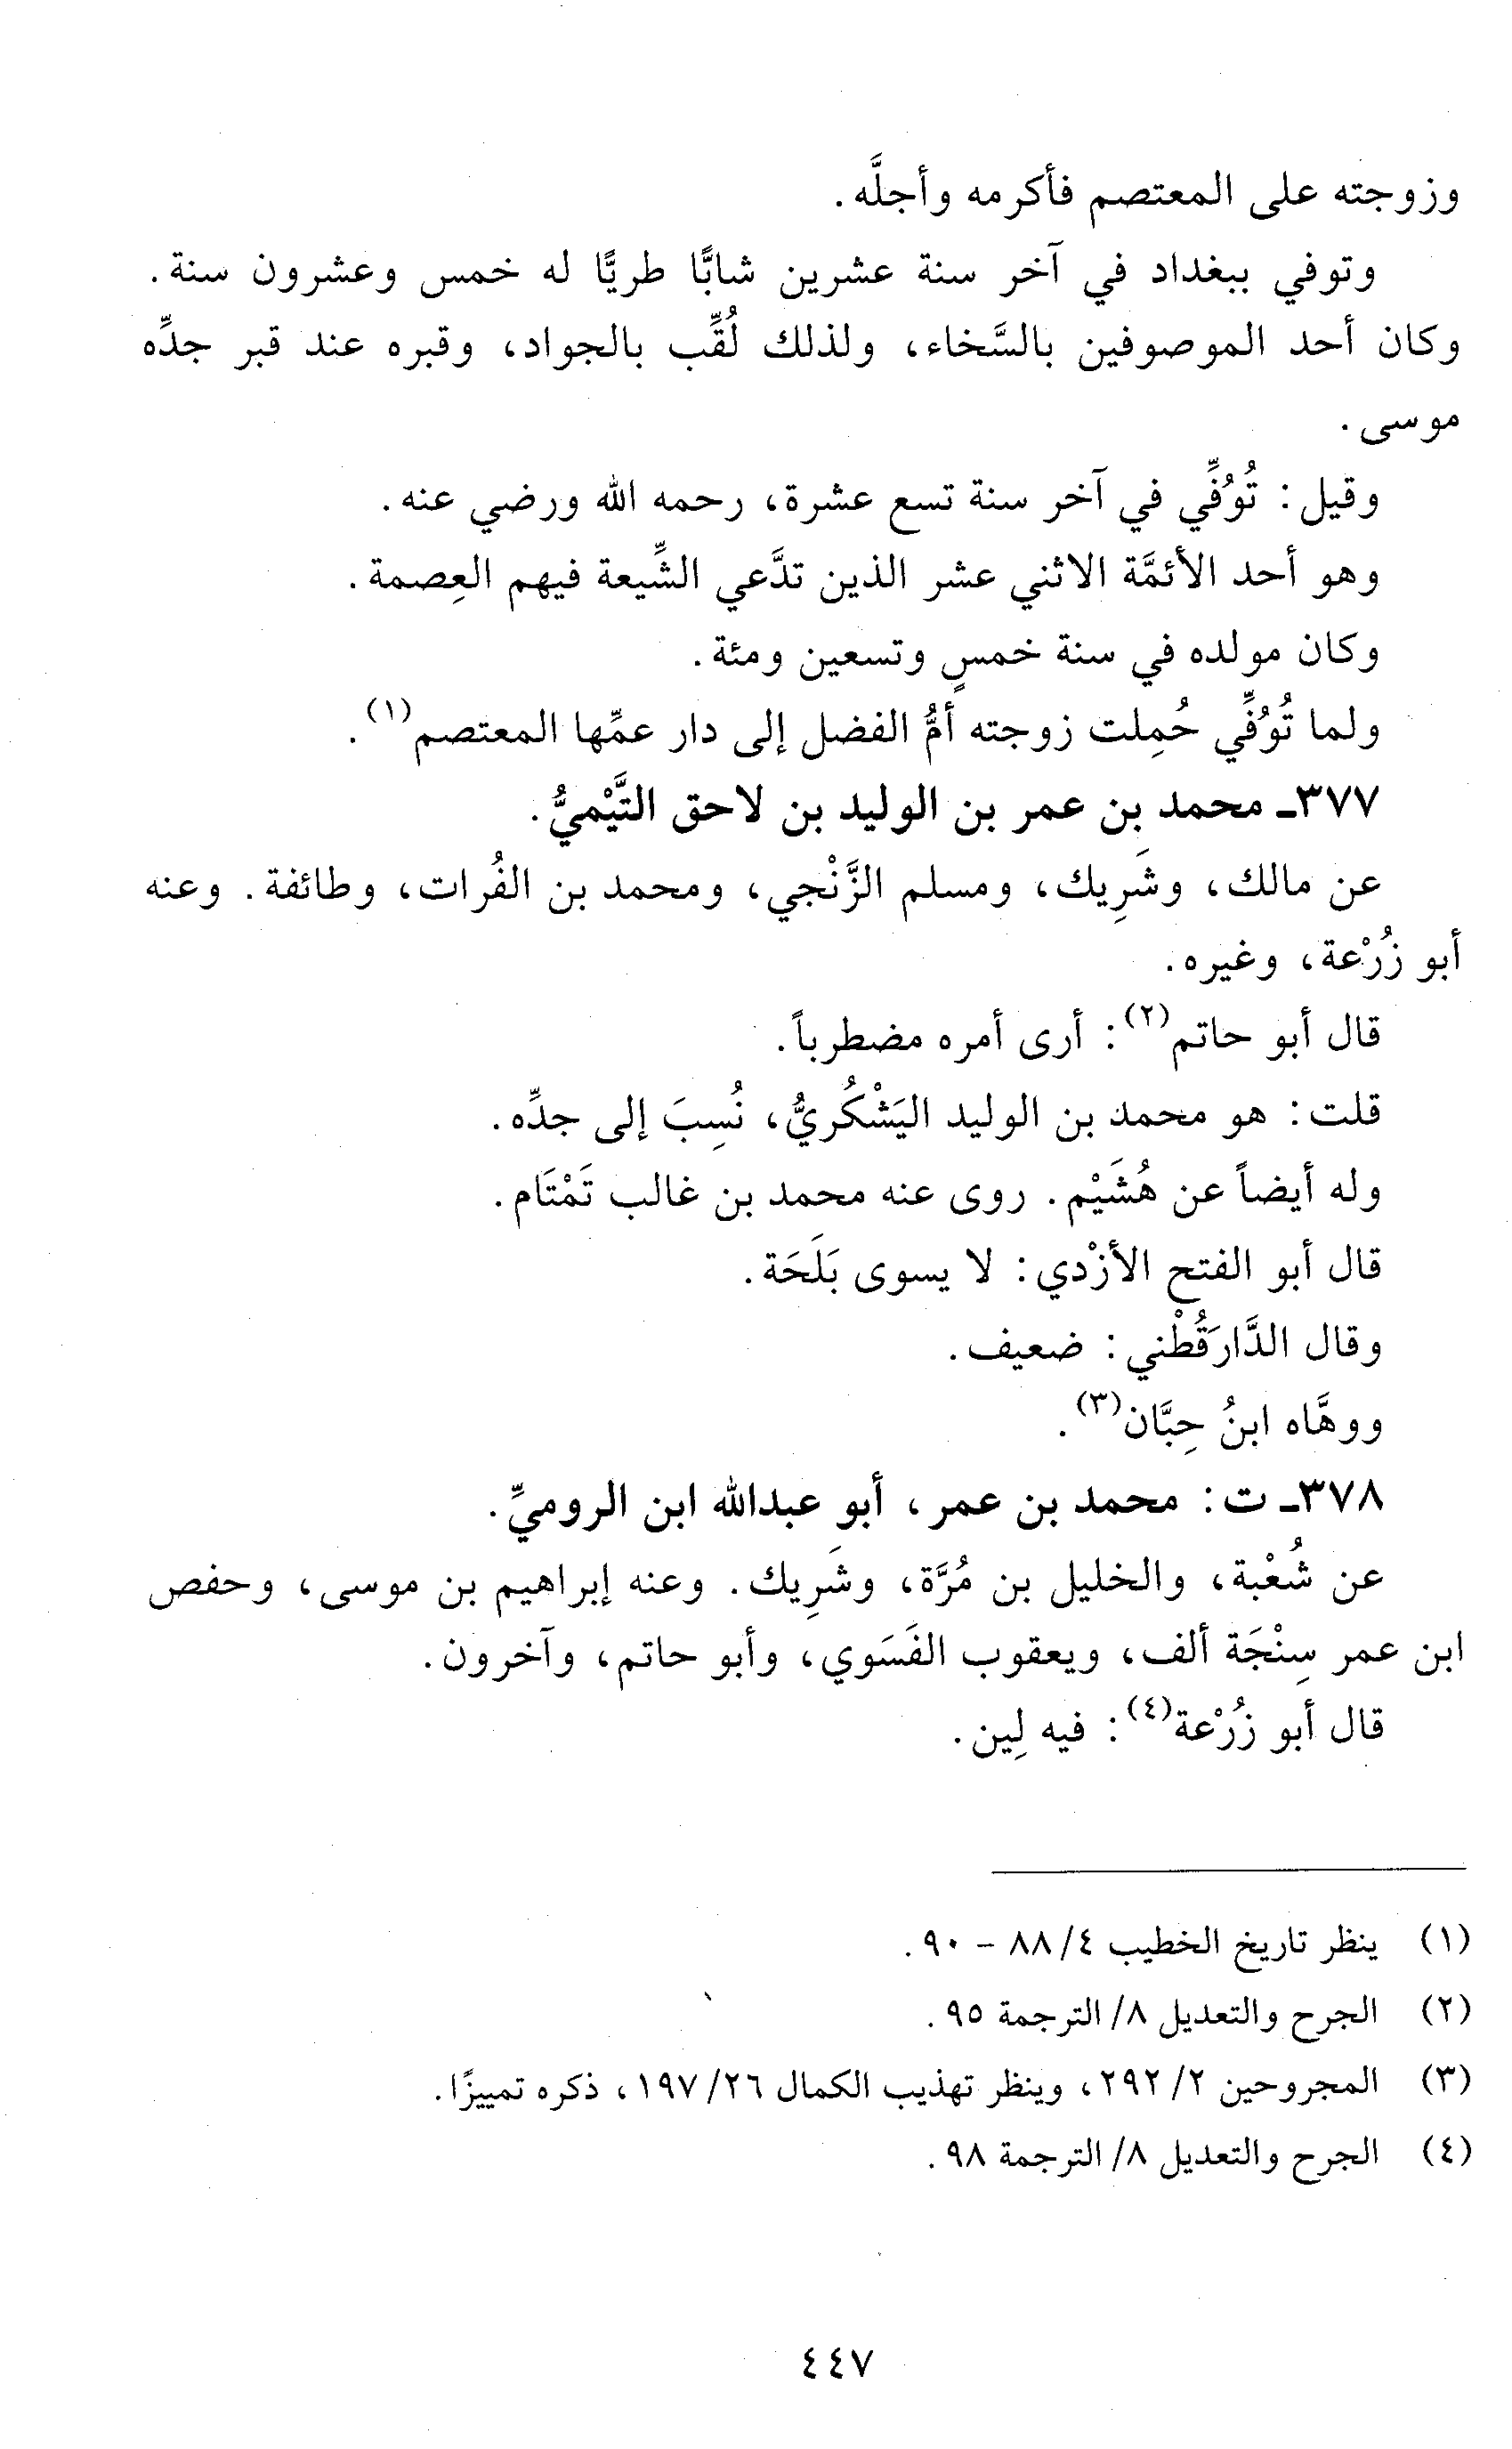 وزوجته على المعتصم فأكرمه وأجلَّه.
وتوفي ببغداد في آخر سنة عشرين شابًّا طريًّا له خمس وعشرون سنة.
وكان أحد الموصوفين بالسَّخاء، ولذلك لُقِّب بالجواد، وقبره عند قبر جدِّه
موسى.
وقيل: تُوُفِّي في آخر سنة تسع عشرة، رحمه الله ورضي عنه.
وهو أحد الأئمَّة الاثني عشر الذين تدَّعي الشِّيعة فيهم العِصمة.
وكان مولده في سنة خمسٍ وتسعين ومئة.
ولما تُوُفِّي حُمِلت زوجته أمُّ الفضل إلى دار عمِّها المعتصم(١).
٣٧٧ـ محمد بن عمر بن الوليد بن لاحق التَّيْميُّ.
عن مالك، وشَرِيك، ومسلم الزَّنْجي، ومحمد بن الفُرات، وطائفة. وعنه
أبو زُرْعة، وغيره.
قال أبو حاتم(٢): أرى أمره مضطرباً.
قلت: هو محمد بن الوليد اليَشْكُريُّ، نُسِبَ إلى جدِّه.
وله أيضاً عن هُشَيْم. روى عنه محمد بن غالب تَمْتَام.
قال أبو الفتح الأزْدي: لا يسوى بَلَحَة.
وقال الدَّارَقُطْني: ضعيف.
ووهَّاه ابنُ حِبَّان(٣).
٣٧٨ـ ت: محمد بن عمر، أبو عبدالله ابن الروميِّ.
عن شُعْبة، والخليل بن مُرَّة، وشَرِيك. وعنه إبراهيم بن موسى، وحفص
ابن عمر سِنْجَة ألف، ويعقوب الفَسَوي، وأبو حاتم، وآخرون.
قال أبو زُرْعة(٤): فيه لِين.
(١) ينظر تاريخ الخطيب ٤/ ٨٨ - ٩٠.
(٢) الجرح والتعديل ٨/ الترجمة ٩٥.
(٣) المجروحين ٢/ ٢٩٢، وينظر تهذيب الكمال ٢٦/ ١٩٧، ذكره تمييزًا.
(٤) الجرح والتعديل ٨/ الترجمة ٩٨.
٤٤٧